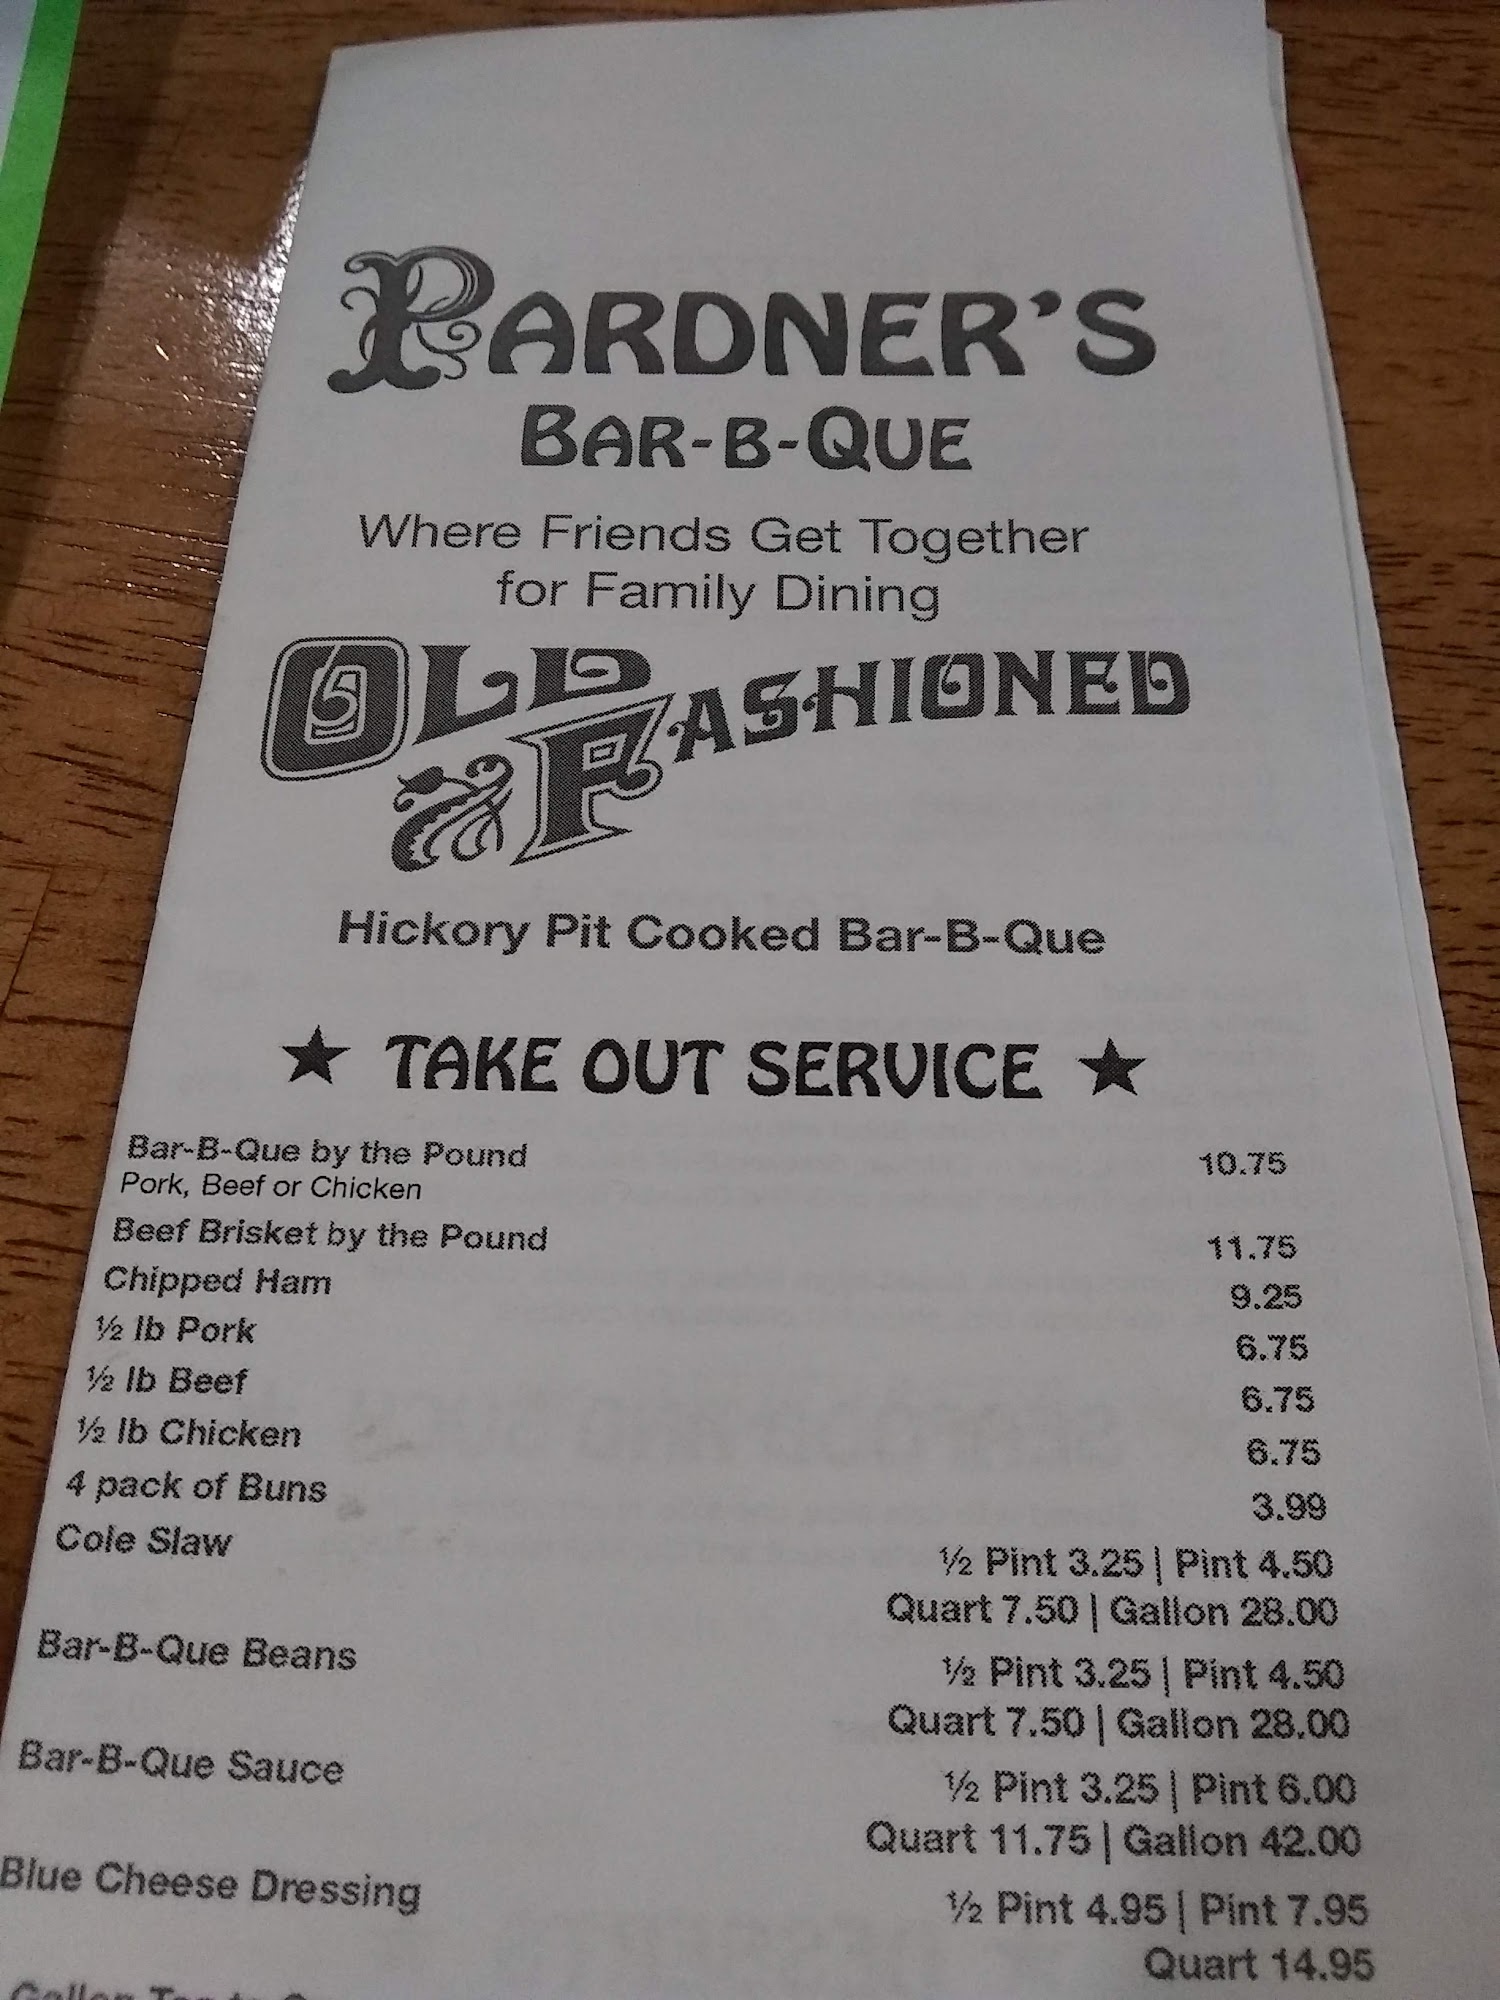 PARDNER'S
BAR-B-QUE
Where Friends Get Together
for Family Dining
OLD FASHIONED
Hickory Pit Cooked Bar-B-Que
★ TAKE OUT SERVICE ★
Bar-B-Que by the Pound 10.75
Pork, Beef or Chicken
Beef Brisket by the Pound 11.75
Chipped Ham 9.25
½ lb Pork 6.75
½ lb Beef 6.75
½ lb Chicken 6.75
4 pack of Buns 3.99
Cole Slaw ½ Pint 3.25 | Pint 4.50
Quart 7.50 | Gallon 28.00
Bar-B-Que Beans ½ Pint 3.25 | Pint 4.50
Quart 7.50 | Gallon 28.00
Bar-B-Que Sauce ½ Pint 3.25 | Pint 6.00
Quart 11.75 | Gallon 42.00
Blue Cheese Dressing ½ Pint 4.95 | Pint 7.95
Quart 14.95
Gallon Tea to